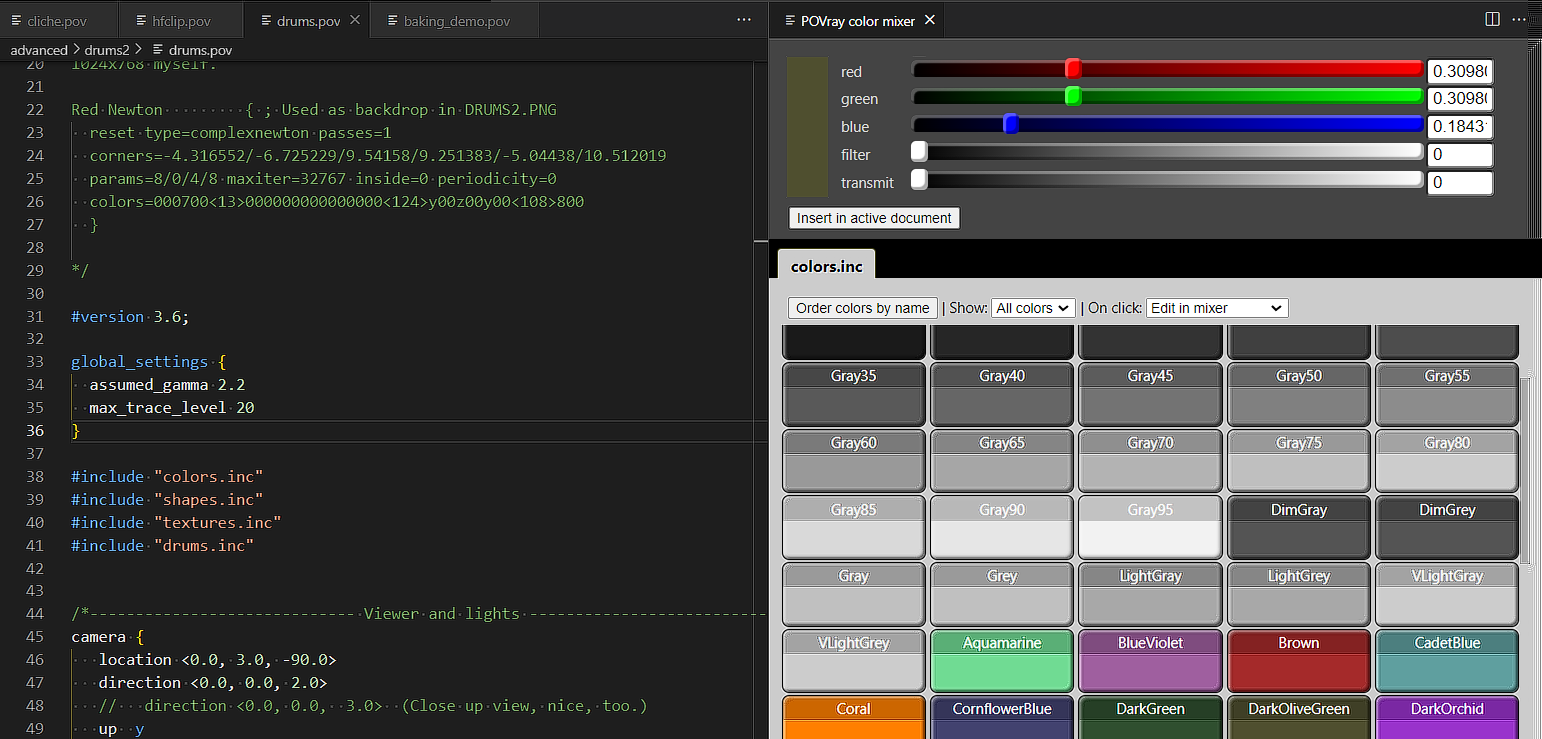 cliche.pov
hfclip.pov
drums.pov
baking_demo.pov
advanced > drums2 > drums.pov
20 1024x768 myself.
21
22 Red Newton { ; Used as backdrop in DRUMS2.PNG
23 reset type=complexnewton passes=1
24 corners=-4.316552/-6.725229/9.54158/9.251383/-5.04438/10.512019
25 params=8/0/4/8 maxiter=32767 inside=0 periodicity=0
26 colors=000700<13>000000000000000<124>y00z00y00<108>800
27 }
28
29 */
30
31 #version 3.6;
32
33 global_settings {
34 assumed_gamma 2.2
35 max_trace_level 20
36 }
37
38 #include "colors.inc"
39 #include "shapes.inc"
40 #include "textures.inc"
41 #include "drums.inc"
42
43
44 /*----------------------------- Viewer and lights --------------------------
45 camera {
46 location <0.0, 3.0, -90.0>
47 direction <0.0, 0.0, 2.0>
48 // direction <0.0, 0.0, 3.0> (Close up view, nice, too.)
49 up y
POVray color mixer
red 0.3098
green 0.3098
blue 0.1843
filter 0
transmit 0
Insert in active document
colors.inc
Order colors by name | Show: All colors | On click: Edit in mixer
Gray35 Gray40 Gray45 Gray50 Gray55
Gray60 Gray65 Gray70 Gray75 Gray80
Gray85 Gray90 Gray95 DimGray DimGrey
Gray Grey LightGray LightGrey VLightGray
VLightGrey Aquamarine BlueViolet Brown CadetBlue
Coral CornflowerBlue DarkGreen DarkOliveGreen DarkOrchid